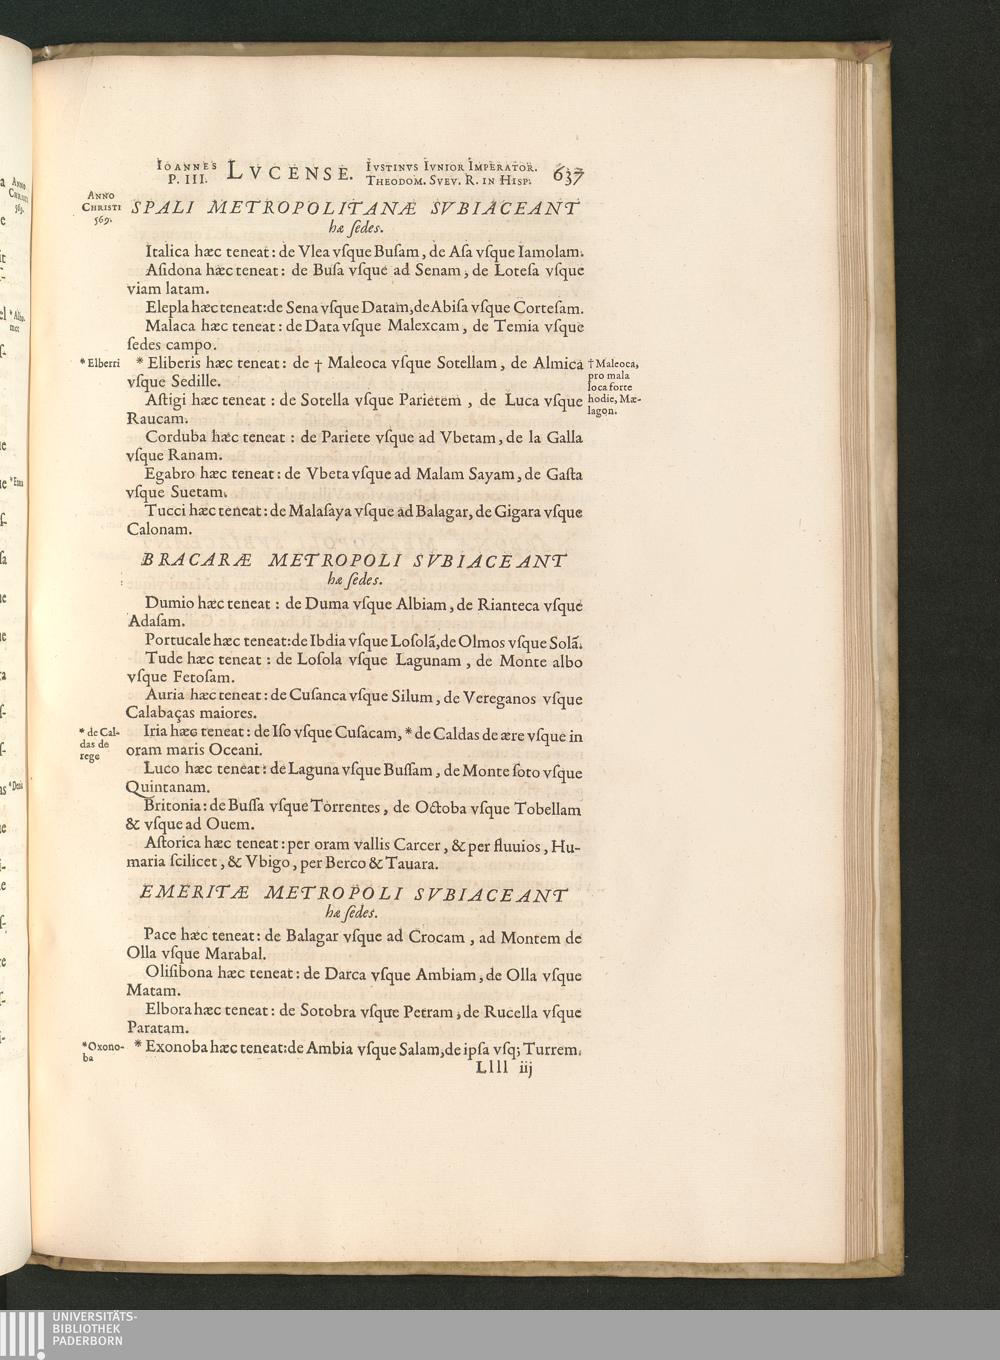 IOANNES P. III. LVCENSE. IVSTINVS IVNIOR IMPERATOR. THEODOM. SVEV. R. IN HISP. 637
ANNO
CHRISTI
569.
SPALI METROPOLITANÆ SVBIACEANT
hæ ſedes.
Italica hæc teneat: de Vlea vſque Buſam, de Aſa vſque Iamolam.
Aſidona hæc teneat: de Buſa vſque ad Senam, de Loteſa vſque
viam latam.
Elepla hæc teneat: de Sena vſque Datam, de Abiſa vſque Corteſam.
Malaca hæc teneat: de Data vſque Malexcam, de Temia vſque
ſedes campo.
* Elberri
* Eliberis hæc teneat: de † Maleoca vſque Sotellam, de Almica
vſque Sedille.
† Maleoca,
pro mala
loca forte
hodie, Mæ-
lagon.
Aſtigi hæc teneat: de Sotella vſque Parietem, de Luca vſque
Raucam.
Corduba hæc teneat: de Pariete vſque ad Vbetam, de la Galla
vſque Ranam.
Egabro hæc teneat: de Vbeta vſque ad Malam Sayam, de Gaſta
vſque Suetam.
Tucci hæc teneat: de Malaſaya vſque ad Balagar, de Gigara vſque
Calonam.
BRACARÆ METROPOLI SVBIACEANT
hæ ſedes.
Dumio hæc teneat: de Duma vſque Albiam, de Rianteca vſque
Adaſam.
Portucale hæc teneat: de Ibdia vſque Loſolã, de Olmos vſque Solã.
Tude hæc teneat: de Loſola vſque Lagunam, de Monte albo
vſque Fetoſam.
Auria hæc teneat: de Cuſanca vſque Silum, de Vereganos vſque
Calabaças maiores.
* de Cal-
das de
rege
Iria hæc teneat: de Iſo vſque Cuſacam, * de Caldas de ære vſque in
oram maris Oceani.
Luco hæc teneat: de Laguna vſque Buſſam, de Monte ſoto vſque
Quintanam.
Britonia: de Buſſa vſque Torrentes, de Octoba vſque Tobellam
& vſque ad Ouem.
Aſtorica hæc teneat: per oram vallis Carcer, & per fluuios, Hu-
maria ſcilicet, & Vbigo, per Berco & Tauara.
EMERITÆ METROPOLI SVBIACEANT
hæ ſedes.
Pace hæc teneat: de Balagar vſque ad Crocam, ad Montem de
Olla vſque Marabal.
Oliſibona hæc teneat: de Darca vſque Ambiam, de Olla vſque
Matam.
Elbora hæc teneat: de Sotobra vſque Petram, de Rucella vſque
Paratam.
*Oxono-
ba
* Exonoba hæc teneat: de Ambia vſque Salam, de ipſa vſq; Turrem.
Llll iij
UNIVERSITÄTS-
BIBLIOTHEK
PADERBORN